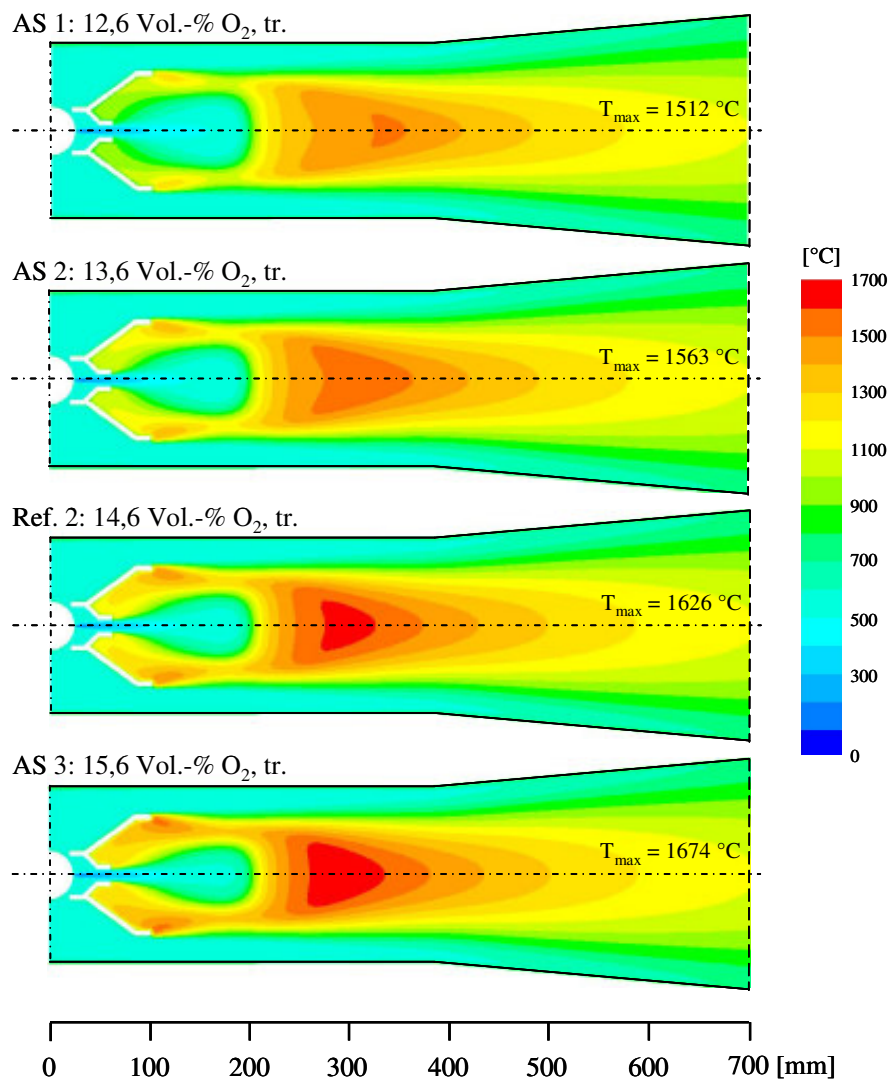 AS 1: 12,6 Vol.-% O₂, tr.
Tmax = 1512 °C
AS 2: 13,6 Vol.-% O₂, tr.
[°C]
1700
Tmax = 1563 °C
1500
1300
1100
Ref. 2: 14,6 Vol.-% O₂, tr.
900
700
Tmax = 1626 °C
500
300
0
AS 3: 15,6 Vol.-% O₂, tr.
Tmax = 1674 °C
0 100 200 300 400 500 600 700 [mm]